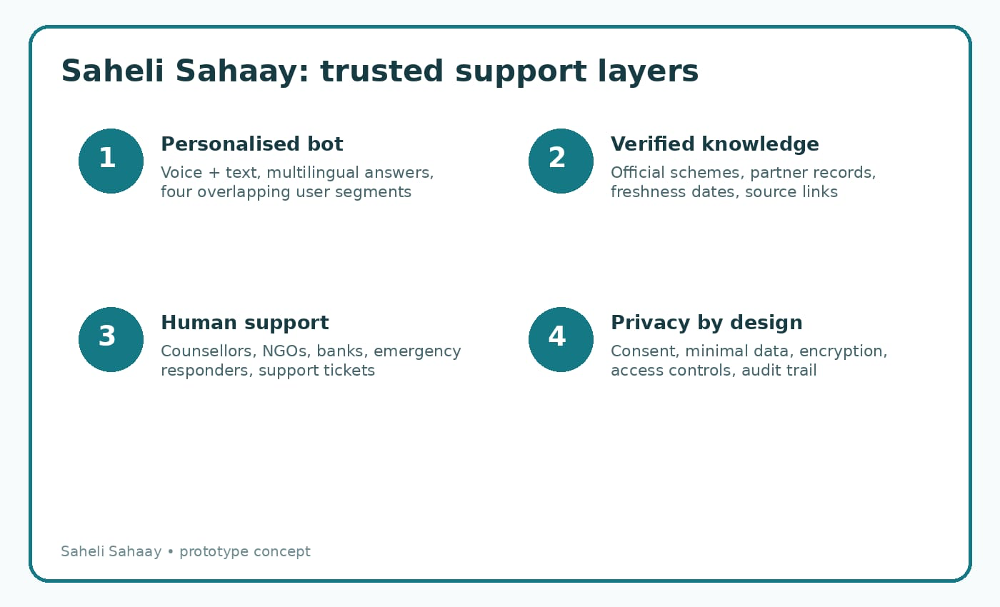 Saheli Sahaay: trusted support layers
1
Personalised bot
Voice + text, multilingual answers,
four overlapping user segments
2
Verified knowledge
Official schemes, partner records,
freshness dates, source links
3
Human support
Counsellors, NGOs, banks, emergency
responders, support tickets
4
Privacy by design
Consent, minimal data, encryption,
access controls, audit trail
Saheli Sahaay • prototype concept